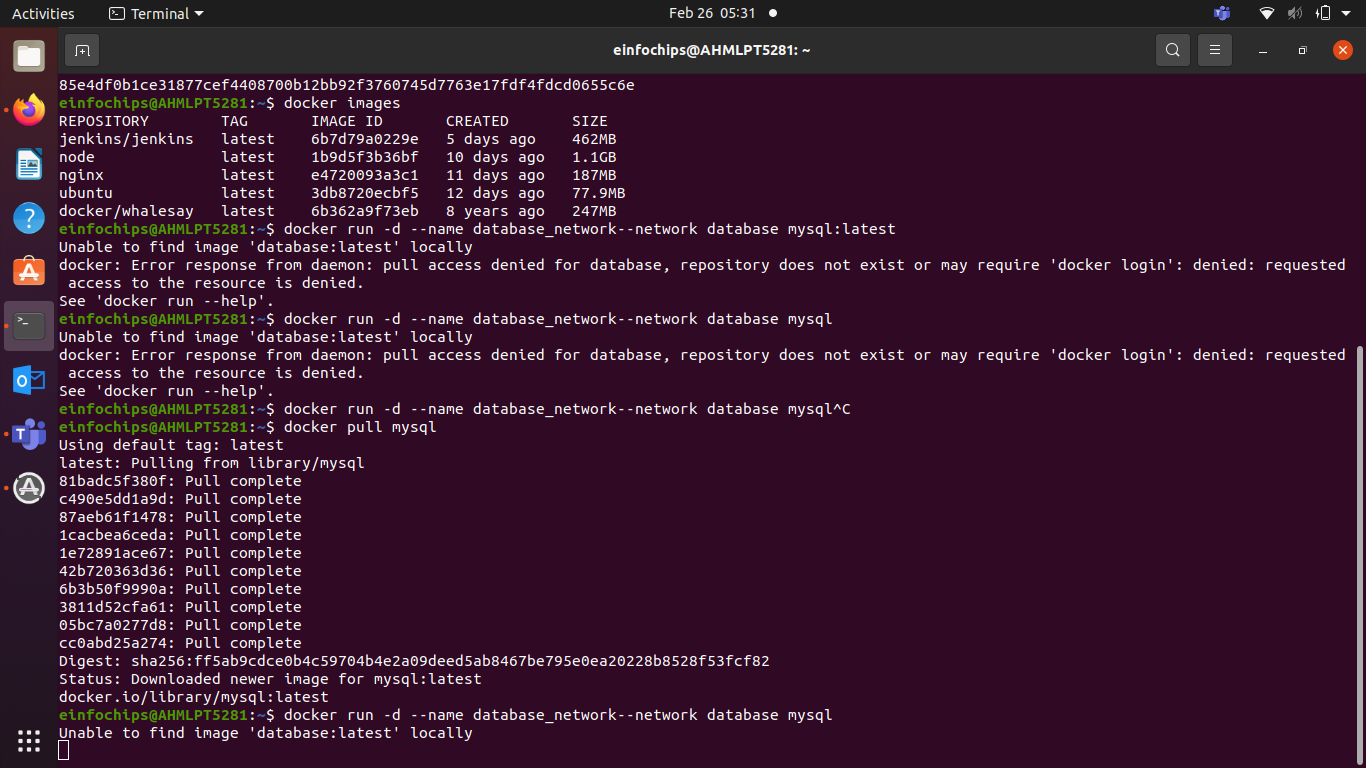 Activities
Terminal
Feb 26 05:31
einfochips@AHMLPT5281: ~
85e4df0b1ce31877cef4408700b12bb92f3760745d7763e17fdf4fdcd0655c6e
einfochips@AHMLPT5281:~$ docker images
REPOSITORY TAG IMAGE ID CREATED SIZE
jenkins/jenkins latest 6b7d79a0229e 5 days ago 462MB
node latest 1b9d5f3b36bf 10 days ago 1.1GB
nginx latest e4720093a3c1 11 days ago 187MB
ubuntu latest 3db8720ecbf5 12 days ago 77.9MB
docker/whalesay latest 6b362a9f73eb 8 years ago 247MB
einfochips@AHMLPT5281:~$ docker run -d --name database_network--network database mysql:latest
Unable to find image 'database:latest' locally
docker: Error response from daemon: pull access denied for database, repository does not exist or may require 'docker login': denied: requested
access to the resource is denied.
See 'docker run --help'.
einfochips@AHMLPT5281:~$ docker run -d --name database_network--network database mysql
Unable to find image 'database:latest' locally
docker: Error response from daemon: pull access denied for database, repository does not exist or may require 'docker login': denied: requested
access to the resource is denied.
See 'docker run --help'.
einfochips@AHMLPT5281:~$ docker run -d --name database_network--network database mysql^C
einfochips@AHMLPT5281:~$ docker pull mysql
Using default tag: latest
latest: Pulling from library/mysql
81badc5f380f: Pull complete
c490e5dd1a9d: Pull complete
87aeb61f1478: Pull complete
1cacbea6ceda: Pull complete
1e72891ace67: Pull complete
42b720363d36: Pull complete
6b3b50f9990a: Pull complete
3811d52cfa61: Pull complete
05bc7a0277d8: Pull complete
cc0abd25a274: Pull complete
Digest: sha256:ff5ab9cdce0b4c59704b4e2a09deed5ab8467be795e0ea20228b8528f53fcf82
Status: Downloaded newer image for mysql:latest
docker.io/library/mysql:latest
einfochips@AHMLPT5281:~$ docker run -d --name database_network--network database mysql
Unable to find image 'database:latest' locally